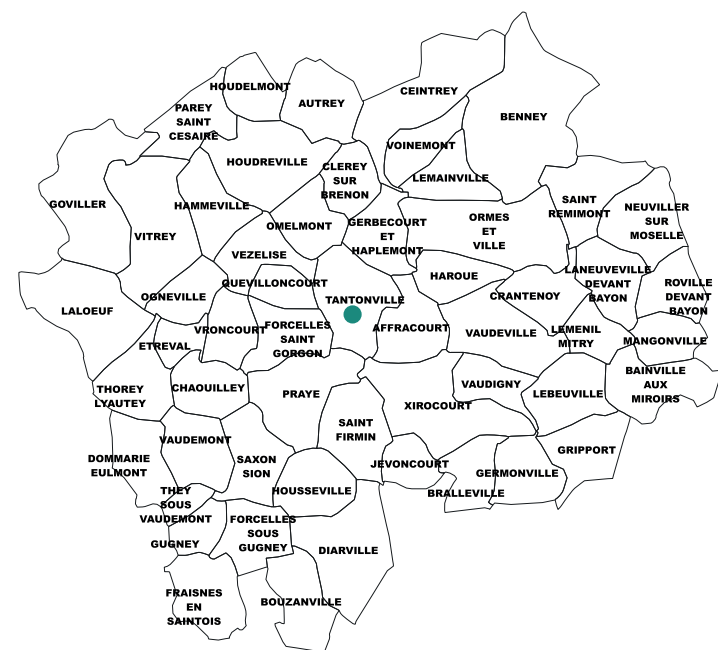 HOUDELMONT
CEINTREY
AUTREY
PAREY
SAINT
CESAIRE
BENNEY
VOINEMONT
HOUDREVILLE
CLEREY
SUR
BRENON
LEMAINVILLE
GOVILLER
HAMMEVILLE
SAINT
REMIMONT
NEUVILLER
SUR
MOSELLE
ORMES
ET
VILLE
GERBECOURT
ET
HAPLEMONT
OMELMONT
VITREY
VEZELISE
HAROUE
LANEUVEVILLE
DEVANT
BAYON
QUEVILLONCOURT
ROVILLE
DEVANT
BAYON
OGNEVILLE
TANTONVILLE
CRANTENOY
LALOEUF
VRONCOURT
FORCELLES
SAINT
GORGON
AFFRACOURT
VAUDEVILLE
LEMENIL
MITRY
MANGONVILLE
ETREVAL
BAINVILLE
AUX
MIROIRS
THOREY
LYAUTEY
CHAOUILLEY
PRAYE
VAUDIGNY
LEBEUVILLE
XIROCOURT
SAINT
FIRMIN
VAUDEMONT
GRIPPORT
DOMMARIE
EULMONT
SAXON
SION
JEVONCOURT
GERMONVILLE
THEY
SOUS
VAUDEMONT
HOUSSEVILLE
BRALLEVILLE
FORCELLES
SOUS
GUGNEY
GUGNEY
DIARVILLE
FRAISNES
EN
SAINTOIS
BOUZANVILLE